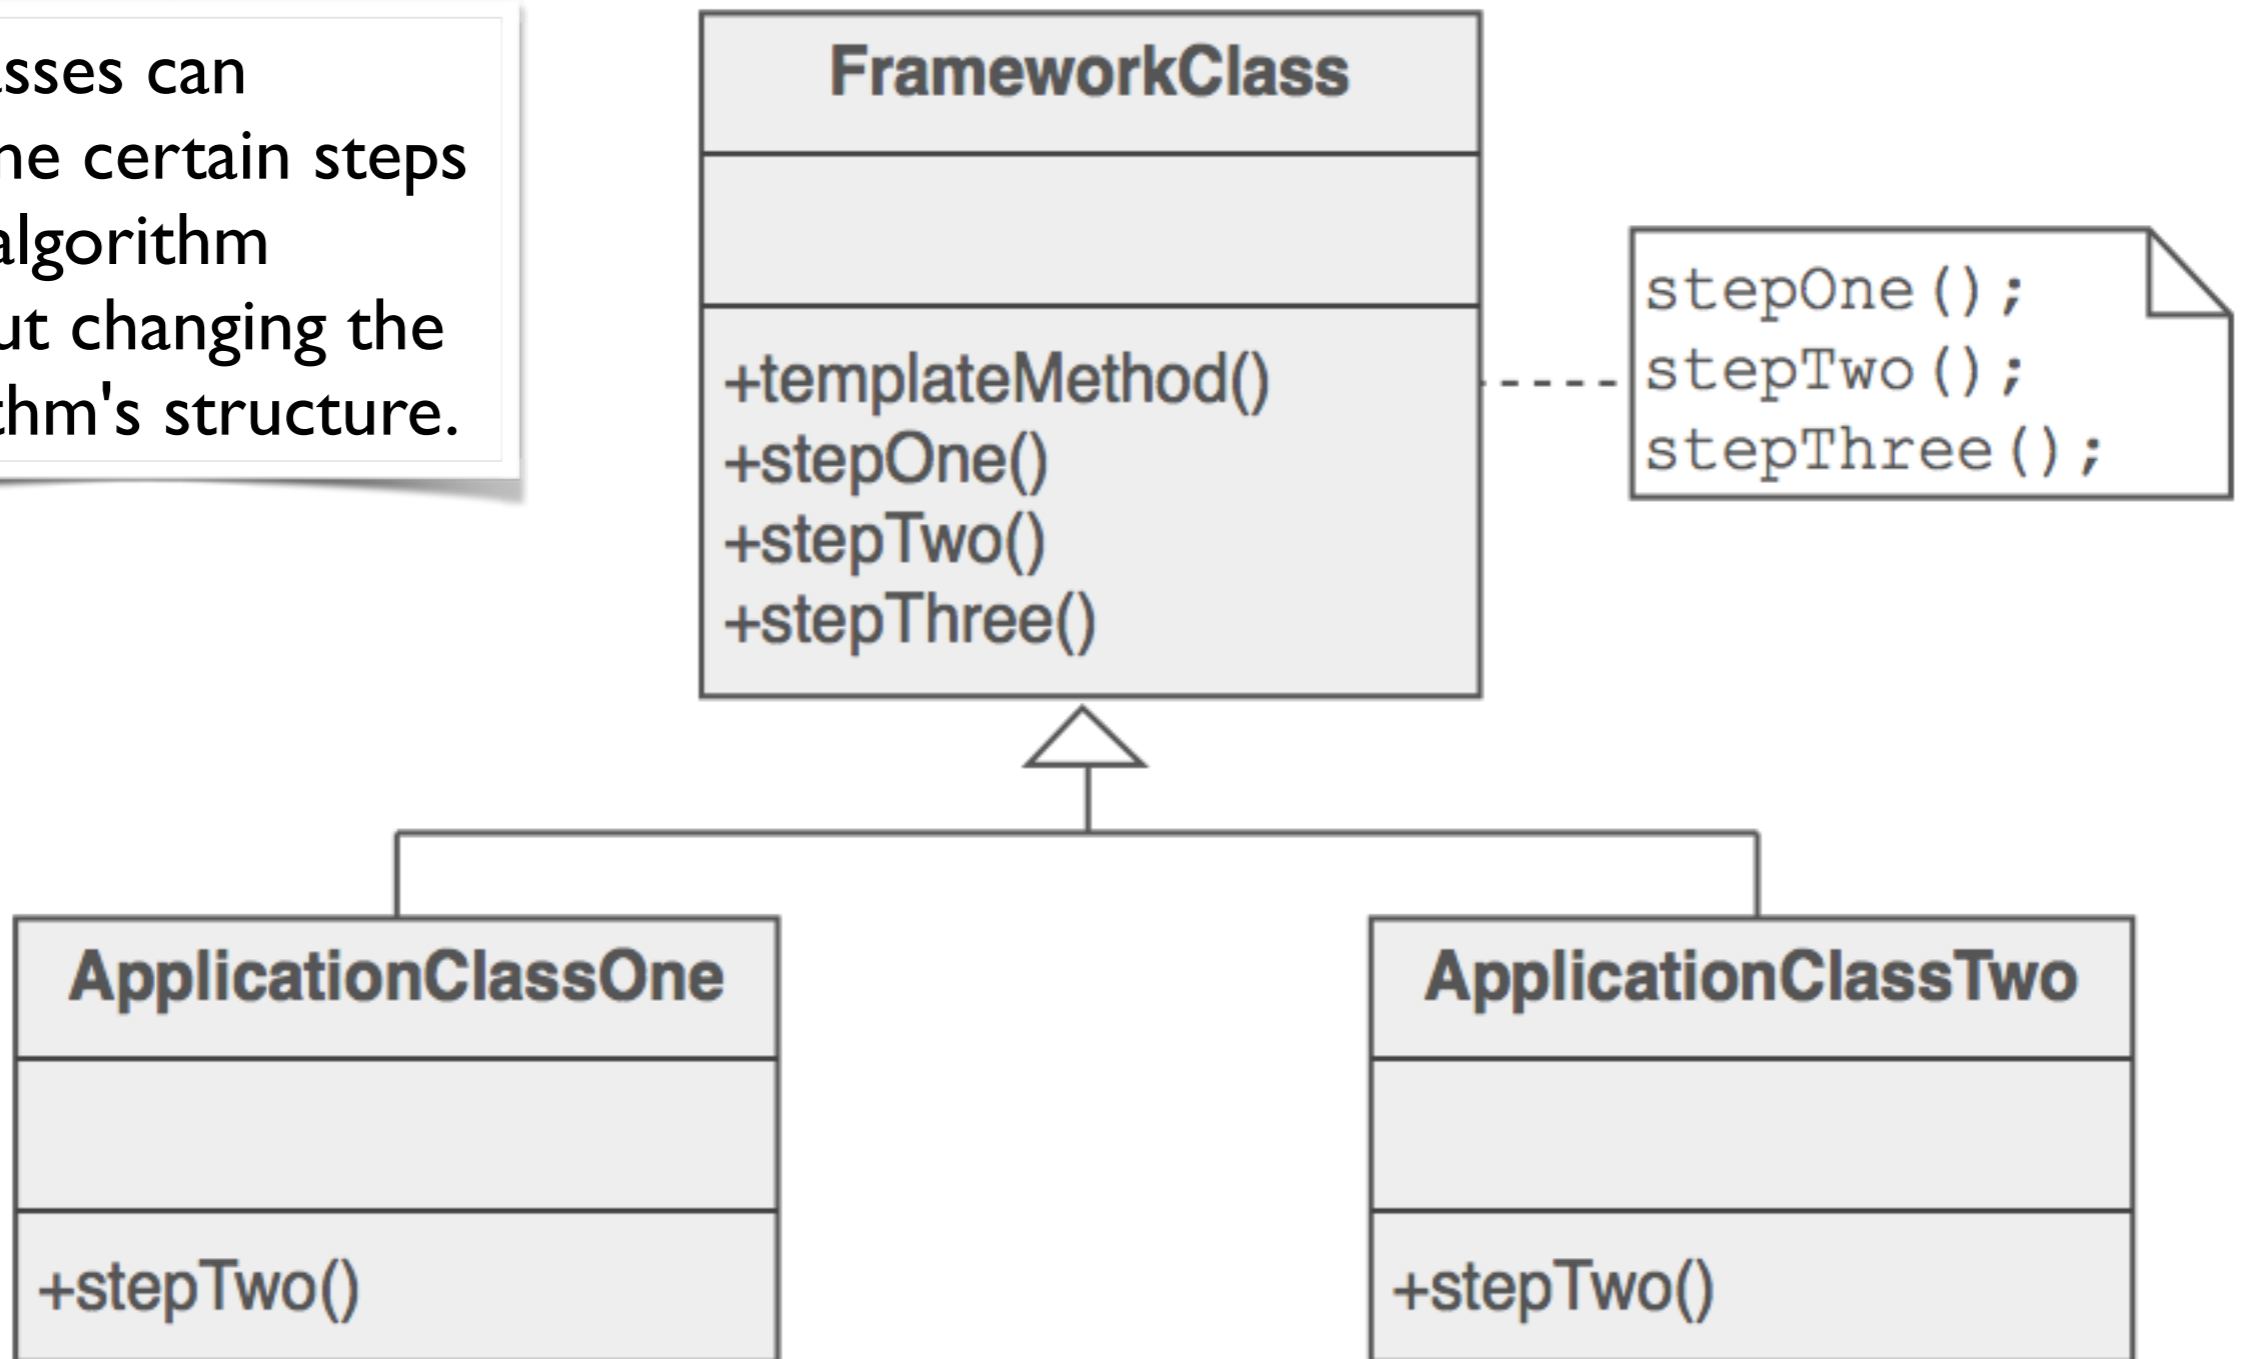 sses can
ne certain steps
algorithm
ut changing the
thm's structure.
FrameworkClass
+templateMethod()
+stepOne()
+stepTwo()
+stepThree()
stepOne();
stepTwo();
stepThree();
ApplicationClassOne
+stepTwo()
ApplicationClassTwo
+stepTwo()